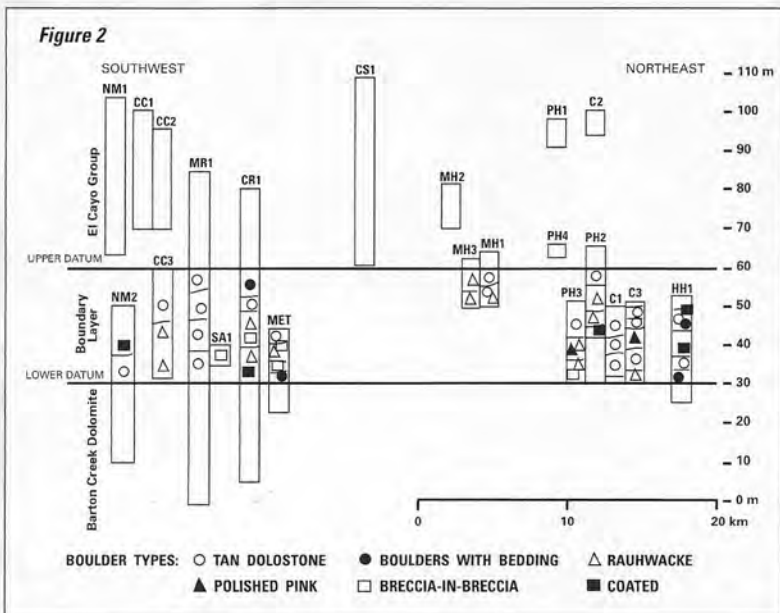 Figure 2
SOUTHWEST
NORTHEAST
NM1
CC1
CC2
CS1
PH1
C2
110 m
100
90
80
70
60
50
40
30
20
10
0 m
MR1
CR1
MH2
El Cayo Group
UPPER DATUM
MH3
MH1
PH4
PH2
CC3
NM2
SA1
MET
PH3
C1
C3
HH1
Boundary Layer
LOWER DATUM
Barton Creek Dolomite
0
10
20 km
BOULDER TYPES: TAN DOLOSTONE BOULDERS WITH BEDDING RAUHWACKE
POLISHED PINK BRECCIA-IN-BRECCIA COATED